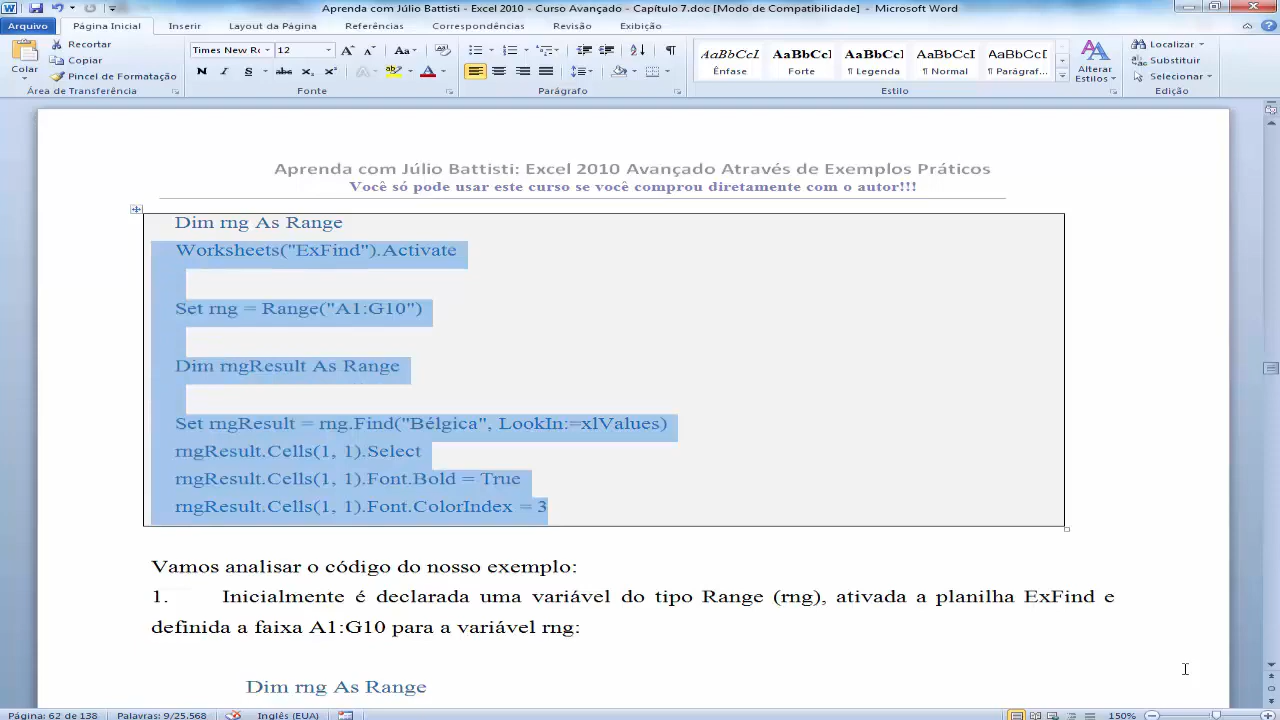 Aprenda com Júlio Battisti - Excel 2010 - Curso Avançado - Capítulo 7.doc [Modo de Compatibilidade] - Microsoft Word
Arquivo Página Inicial Inserir Layout da Página Referências Correspondências Revisão Exibição
Recortar
Copiar
Pincel de Formatação
Colar
Área de Transferência
Times New Ro 12
Fonte
Parágrafo
AaBbCcI AaBbCcI AaBbCcI AaBbCcI AaBbCcI
Ênfase Forte ¶ Legenda ¶ Normal ¶ Parágraf...
Alterar
Estilos
Estilo
Localizar
Substituir
Selecionar
Edição
Aprenda com Júlio Battisti: Excel 2010 Avançado Através de Exemplos Práticos
Você só pode usar este curso se você comprou diretamente com o autor!!!
Dim rng As Range
Worksheets("ExFind").Activate
Set rng = Range("A1:G10")
Dim rngResult As Range
Set rngResult = rng.Find("Bélgica", LookIn:=xlValues)
rngResult.Cells(1, 1).Select
rngResult.Cells(1, 1).Font.Bold = True
rngResult.Cells(1, 1).Font.ColorIndex = 3
Vamos analisar o código do nosso exemplo:
1. Inicialmente é declarada uma variável do tipo Range (rng), ativada a planilha ExFind e
definida a faixa A1:G10 para a variável rng:
Dim rng As Range
Página: 62 de 138 Palavras: 9/25.568 Inglês (EUA) 150%